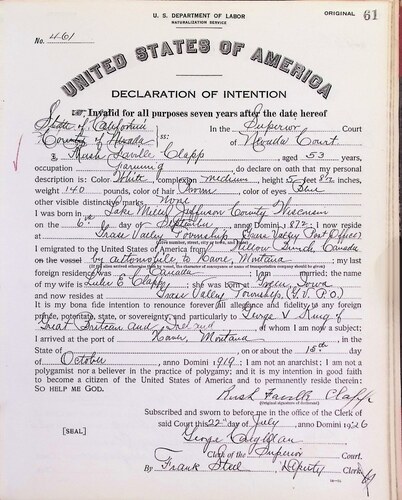 U. S. DEPARTMENT OF LABOR
NATURALIZATION SERVICE
ORIGINAL 61
No. 461
UNITED STATES OF AMERICA
DECLARATION OF INTENTION
Invalid for all purposes seven years after the date hereof
State of California In the Superior Court
County of Nevada ss: of Nevada Court.
I, Rush Clapp, aged 53 years,
occupation Farming, do declare on oath that my personal
description is: Color White, complexion medium, height 5 feet 8½ inches,
weight 140 pounds, color of hair Brown, color of eyes Blue
other visible distinctive marks None
I was born in Lake Mills Jefferson County Wisconsin
on the 6th day of September, anno Domini 1872; I now reside
at Grass Valley Township Grass Valley (Post Office)
(Give number, street, city or town, and State)
I emigrated to the United States of America from Willow Bunch, Canada
on the vessel by automobile to Havre, Montana; my last
foreign residence was Canada
I am married; the name
of my wife is E Clapp; she was born at Iowa
and now resides at Grass Valley Township, (G V P O)
It is my bona fide intention to renounce forever all allegiance and fidelity to any foreign
prince, potentate, state, or sovereignty, and particularly to George V King of
Great Britain and Ireland, of whom I am now a subject;
I arrived at the port of Havre, Montana, in the
State of, on or about the 15th day
of October, anno Domini 1919; I am not an anarchist; I am not a
polygamist nor a believer in the practice of polygamy; and it is my intention in good faith
to become a citizen of the United States of America and to permanently reside therein:
SO HELP ME GOD.
Rush Clapp
(Original signature of declarant)
Subscribed and sworn to before me in the office of the Clerk of
said Court this 22nd day of July, anno Domini 1926
[SEAL]
George
Clerk of the Superior Court.
By Frank Steel, Deputy Clerk.